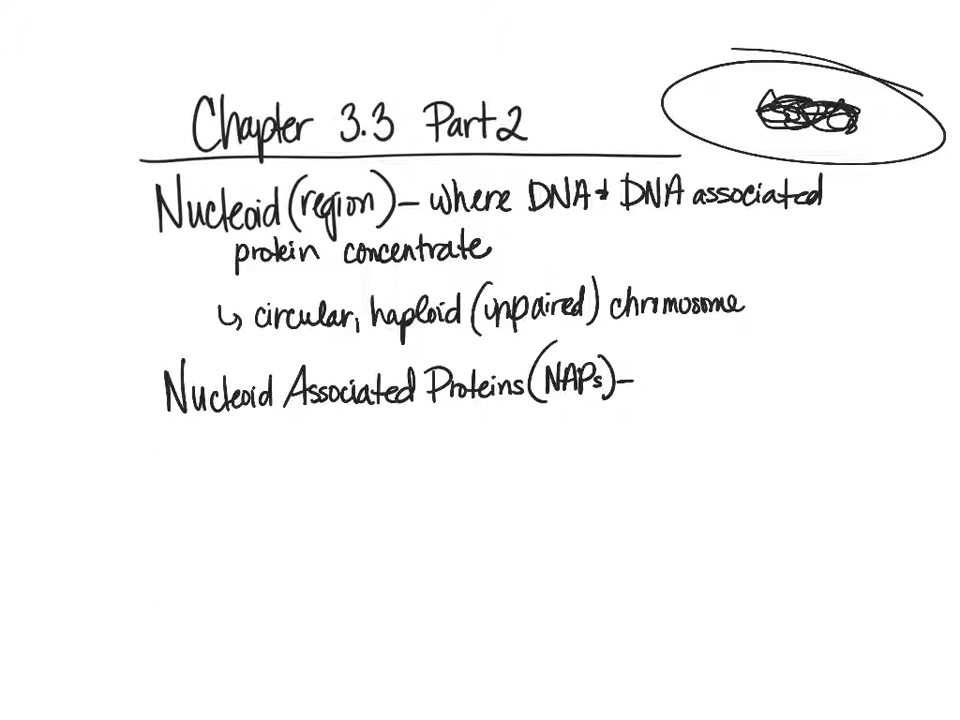 Chapter 3.3 Part 2
Nucleoid (region) – where DNA + DNA associated
protein concentrate
↳ circular, haploid (unpaired) chromosome
Nucleoid Associated Proteins (NAPs) –